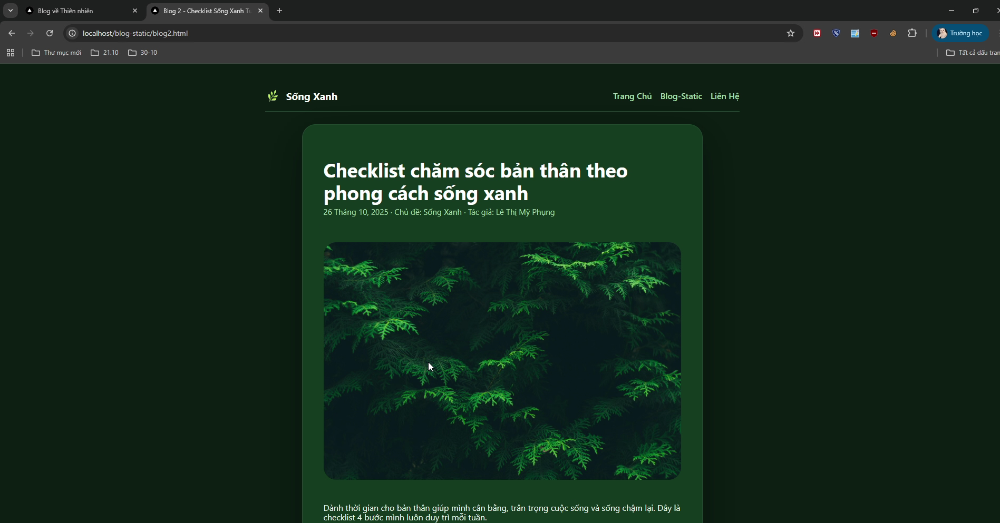 Blog về Thiên nhiên
Blog 2 - Checklist Sống Xanh
localhost/blog-static/blog2.html
Trường học
Thư mục mới
21.10
30-10
Tất cả dấu
Sống Xanh
Trang Chủ
Blog-Static
Liên Hệ
Checklist chăm sóc bản thân theo
phong cách sống xanh
26 Tháng 10, 2025 · Chủ đề: Sống Xanh · Tác giả: Lê Thị Mỹ Phụng
Dành thời gian cho bản thân giúp mình cân bằng, trân trọng cuộc sống và sống chậm lại. Đây là
checklist 4 bước mình luôn duy trì mỗi tuần.